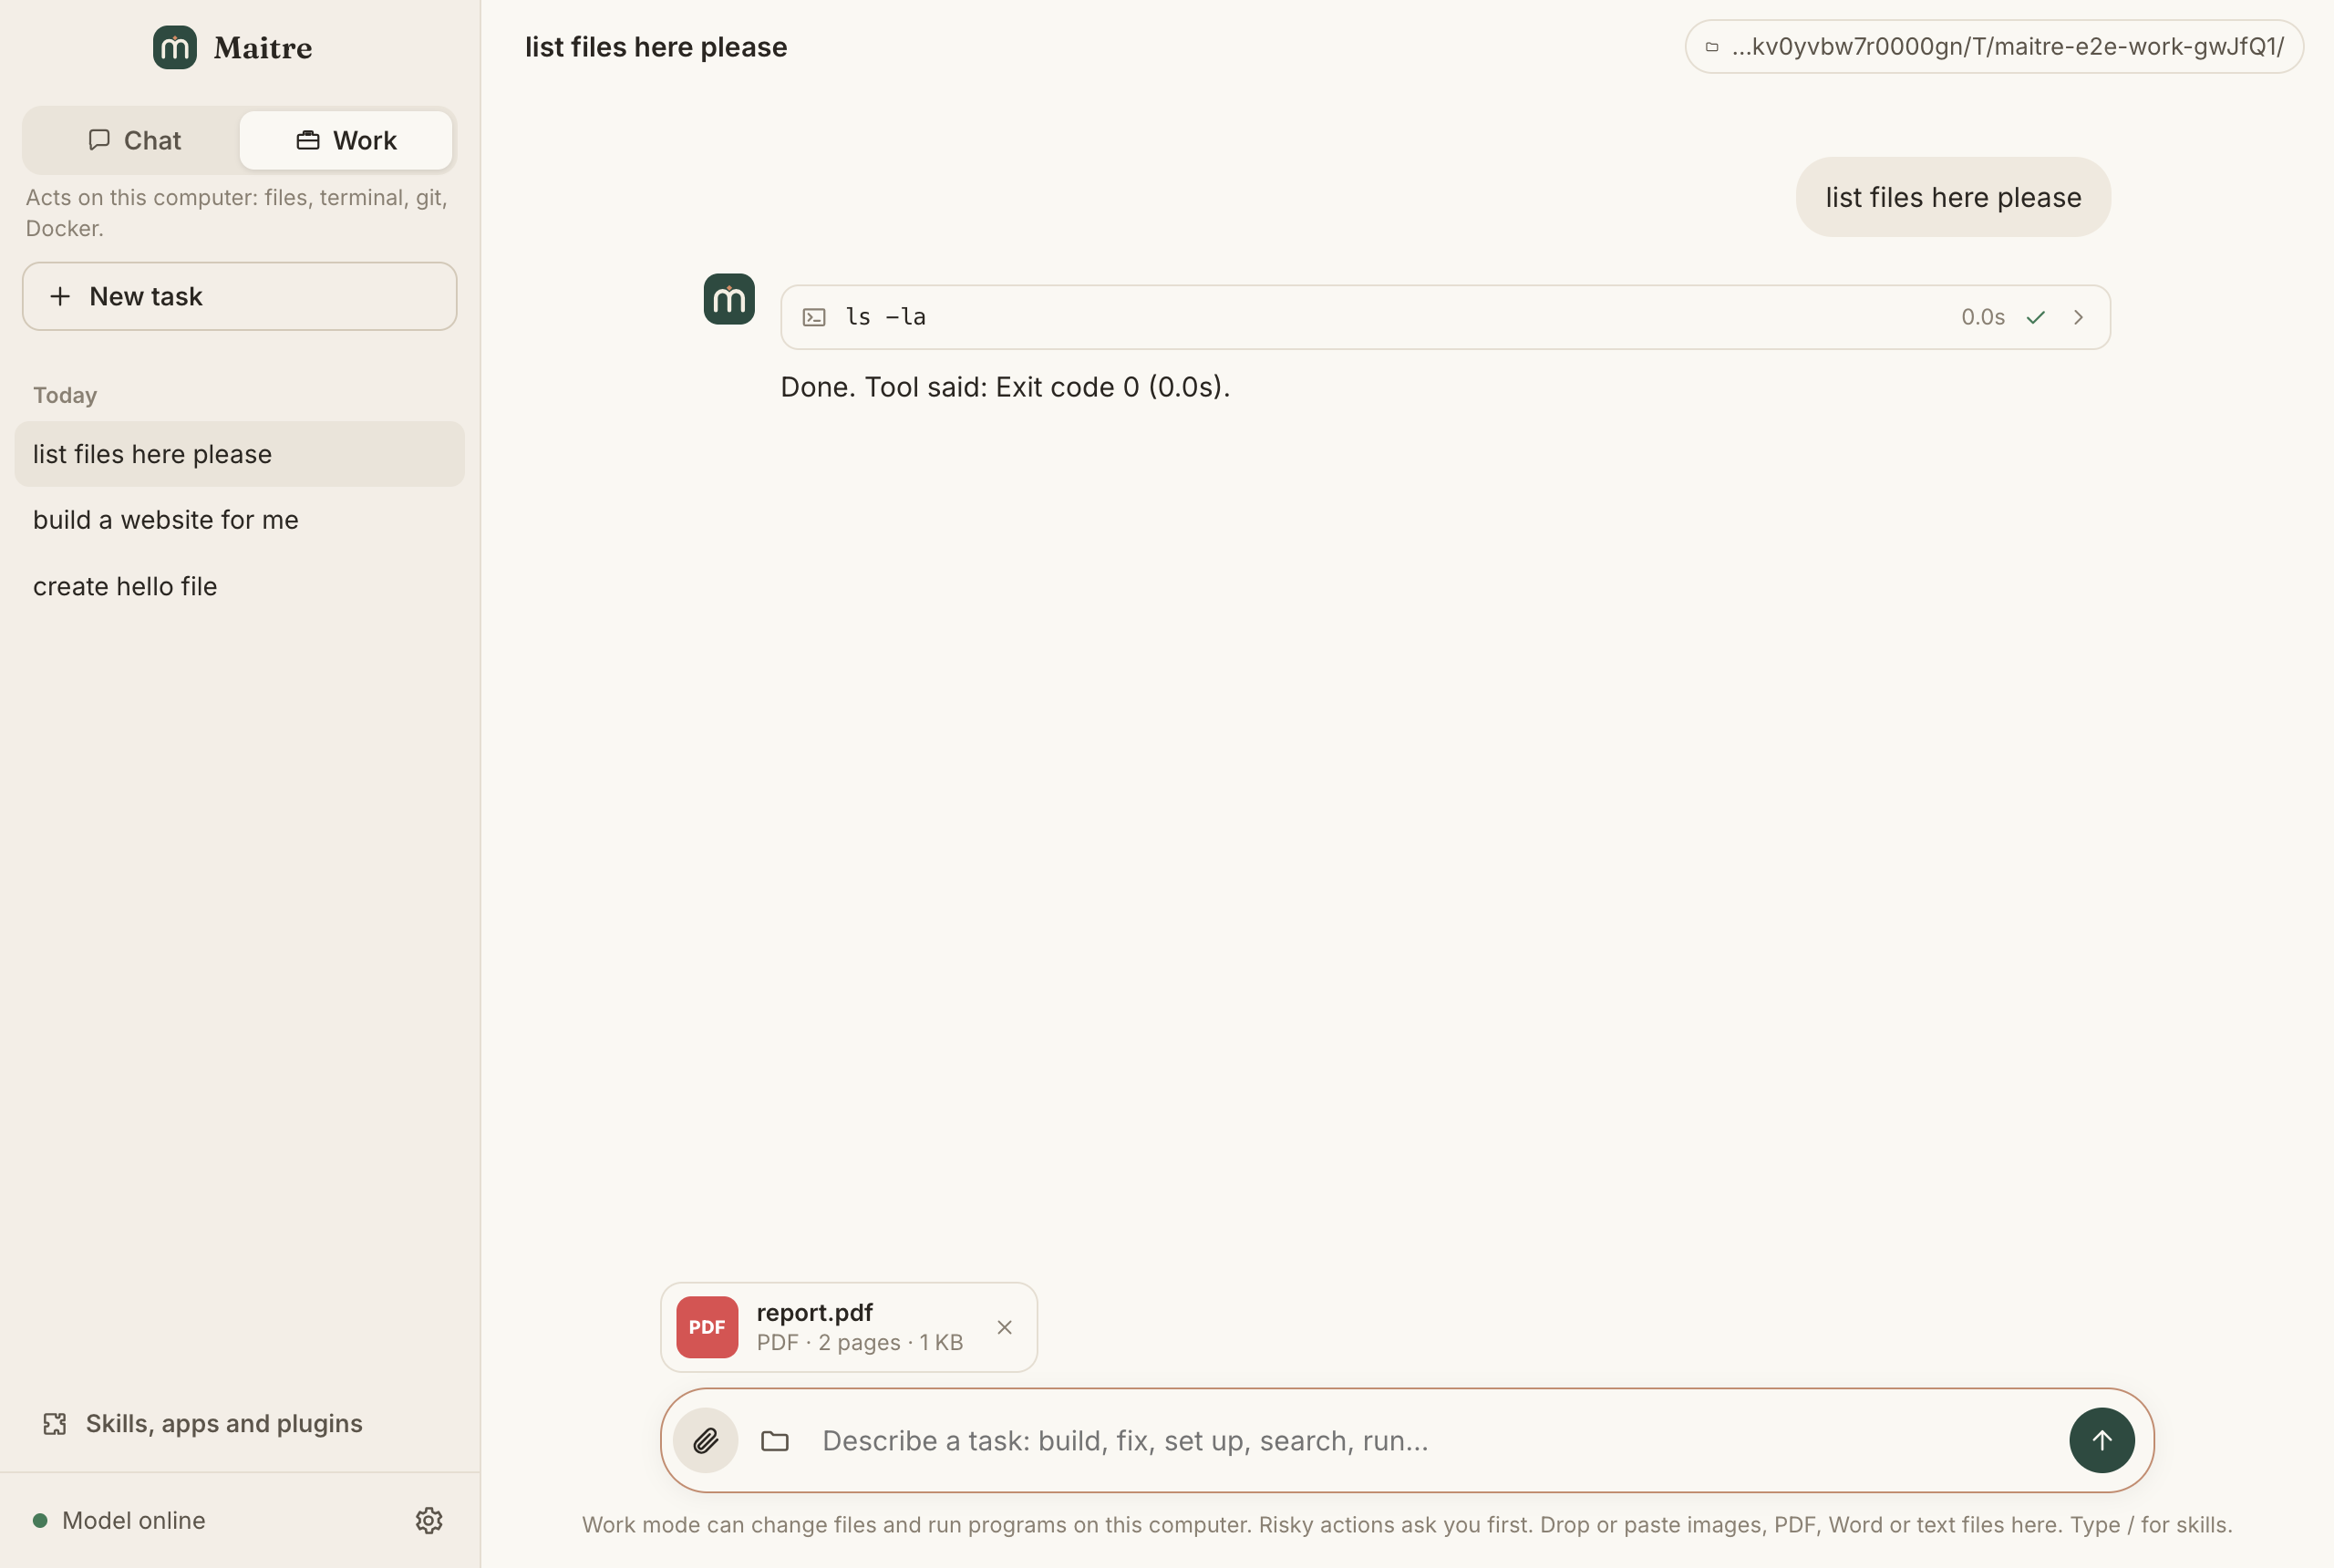 Maitre
Chat
Work
Acts on this computer: files, terminal, git,
Docker.
New task
Today
list files here please
build a website for me
create hello file
Skills, apps and plugins
Model online
list files here please
...kv0yvbw7r0000gn/T/maitre-e2e-work-gwJfQ1/
list files here please
ls -la
0.0s
Done. Tool said: Exit code 0 (0.0s).
PDF
report.pdf
PDF · 2 pages · 1 KB
Describe a task: build, fix, set up, search, run...
Work mode can change files and run programs on this computer. Risky actions ask you first. Drop or paste images, PDF, Word or text files here. Type / for skills.